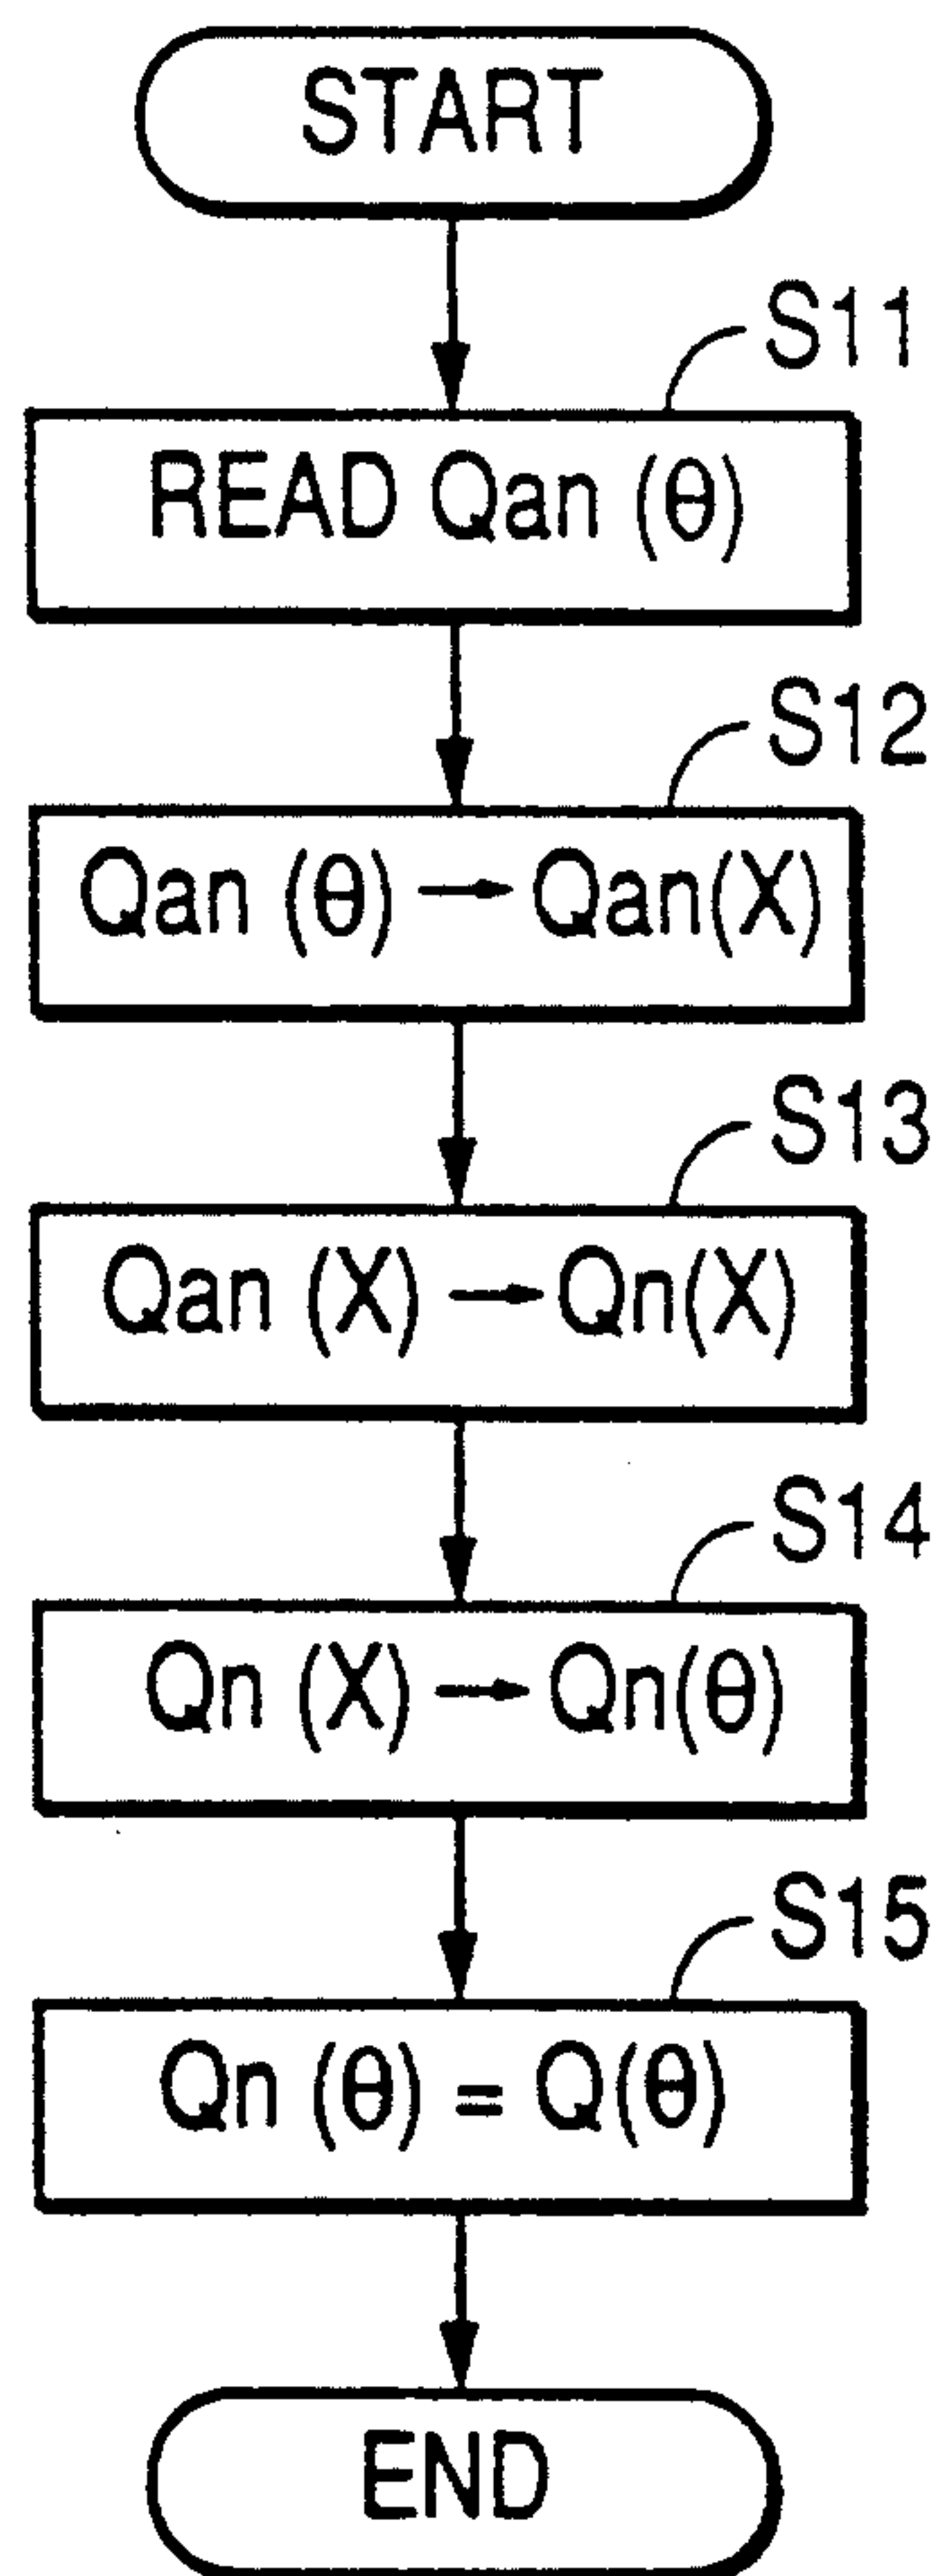 START
S11
READ Qan (θ)
S12
Qan (θ) → Qan(X)
S13
Qan (X) → Qn(X)
S14
Qn (X) → Qn(θ)
S15
Qn (θ) = Q(θ)
END